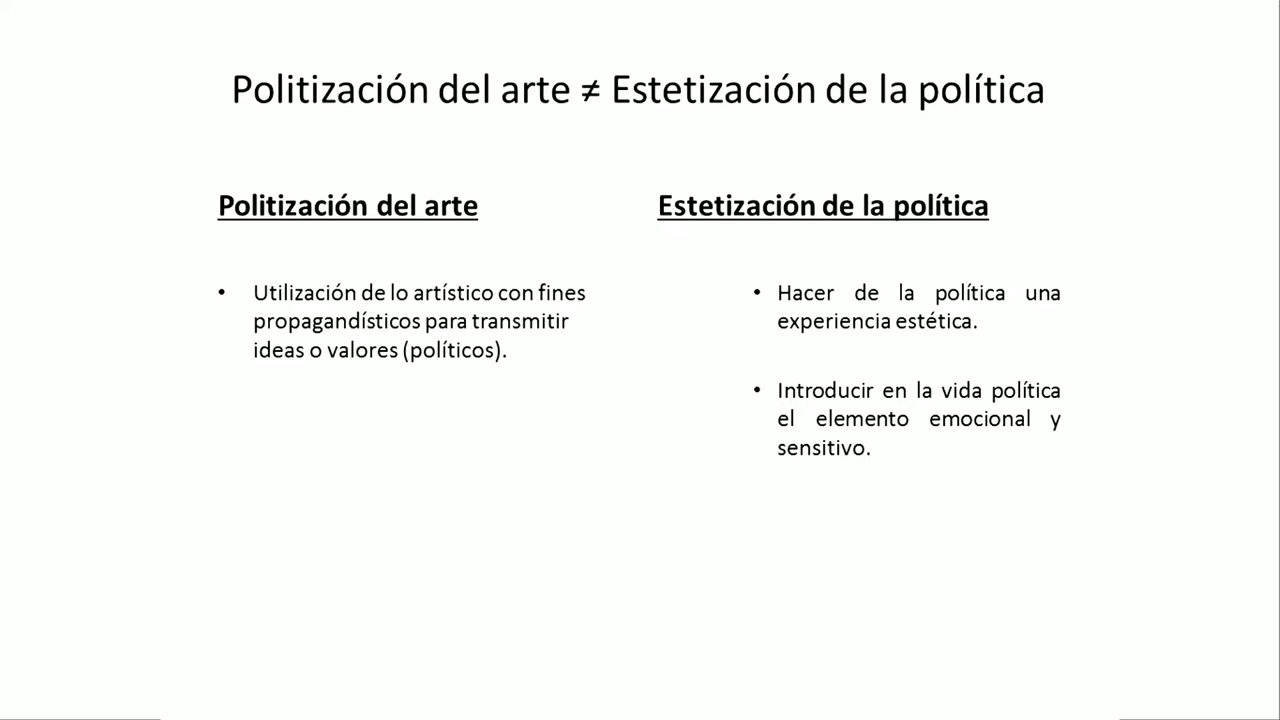 Politización del arte ≠ Estetización de la política
Politización del arte
• Utilización de lo artístico con fines
propagandísticos para transmitir
ideas o valores (políticos).
Estetización de la política
• Hacer de la política una
experiencia estética.
• Introducir en la vida política
el elemento emocional y
sensitivo.